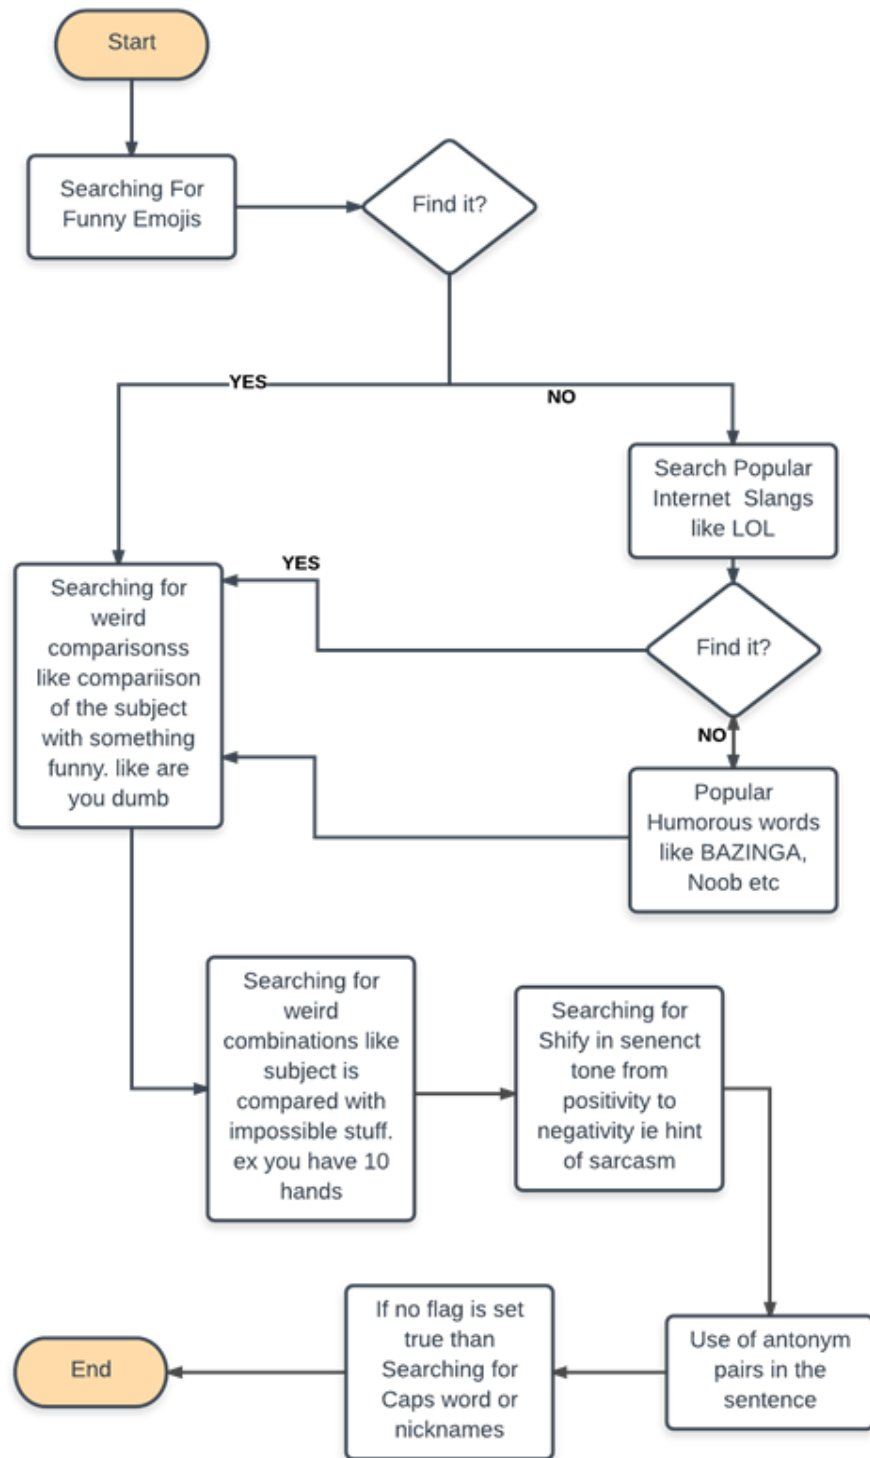 Start
Searching For
Funny Emojis
Find it?
YES
NO
Search Popular
Internet  Slangs
like LOL
YES
Find it?
Searching for
weird
comparisonss
like compariison
of the subject
with something
funny. like are
you dumb
NO
Popular
Humorous words
like BAZINGA,
Noob etc
Searching for
weird
combinations like
subject is
compared with
impossible stuff.
ex you have 10
hands
Searching for
Shify in senenct
tone from
positivity to
negativity ie hint
of sarcasm
Use of antonym
pairs in the
sentence
If no flag is set
true than
Searching for
Caps word or
nicknames
End